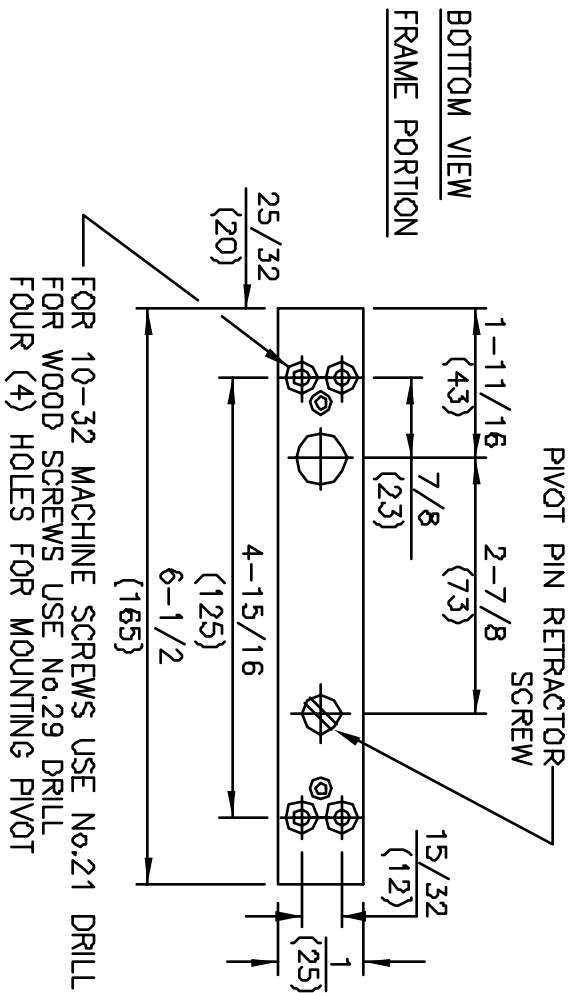 BOTTOM VIEW
FRAME PORTION
PIVOT PIN RETRACTOR
SCREW
1-11/16
(43)
2-7/8
(73)
7/8
(23)
15/32
(12)
1
(25)
25/32
(20)
4-15/16
(125)
6-1/2
(165)
FOR 10-32 MACHINE SCREWS USE No.21 DRILL
FOR WOOD SCREWS USE No.29 DRILL
FOUR (4) HOLES FOR MOUNTING PIVOT